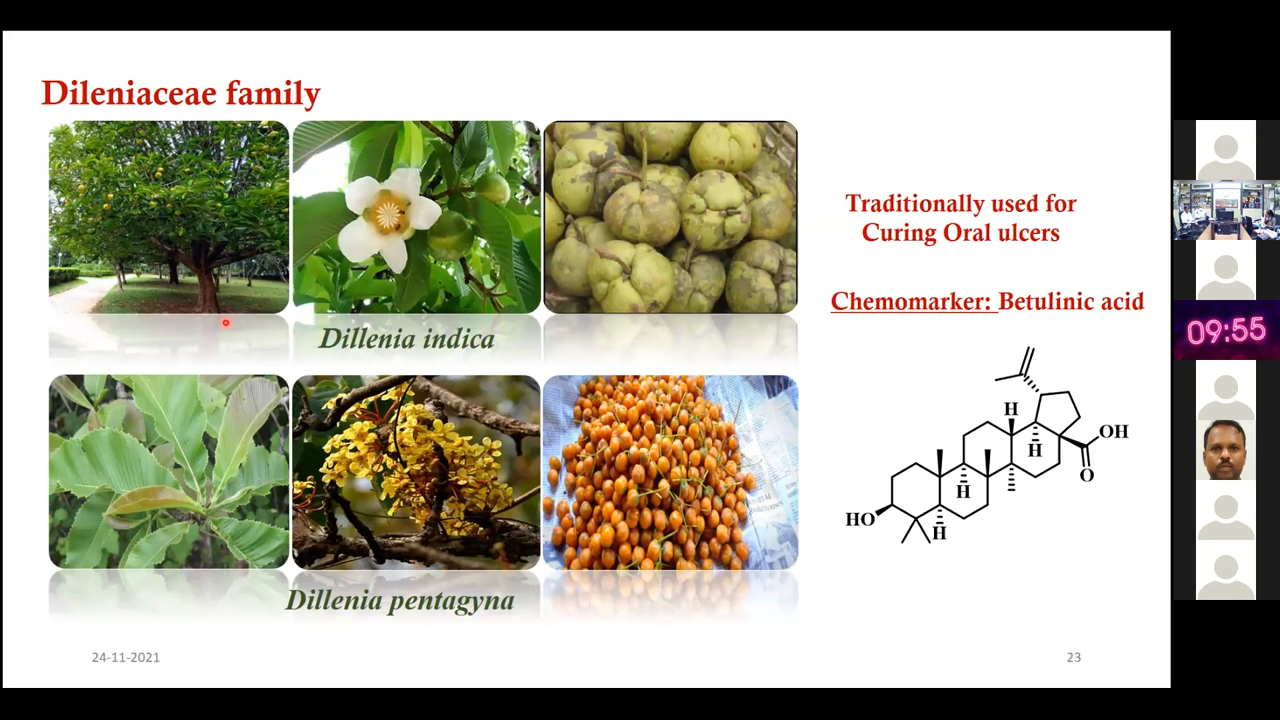 Dileniaceae family
Dillenia indica
Dillenia pentagyna
Traditionally used for
Curing Oral ulcers
Chemomarker: Betulinic acid
H
H
OH
H
O
HO
H
24-11-2021
23
09:55